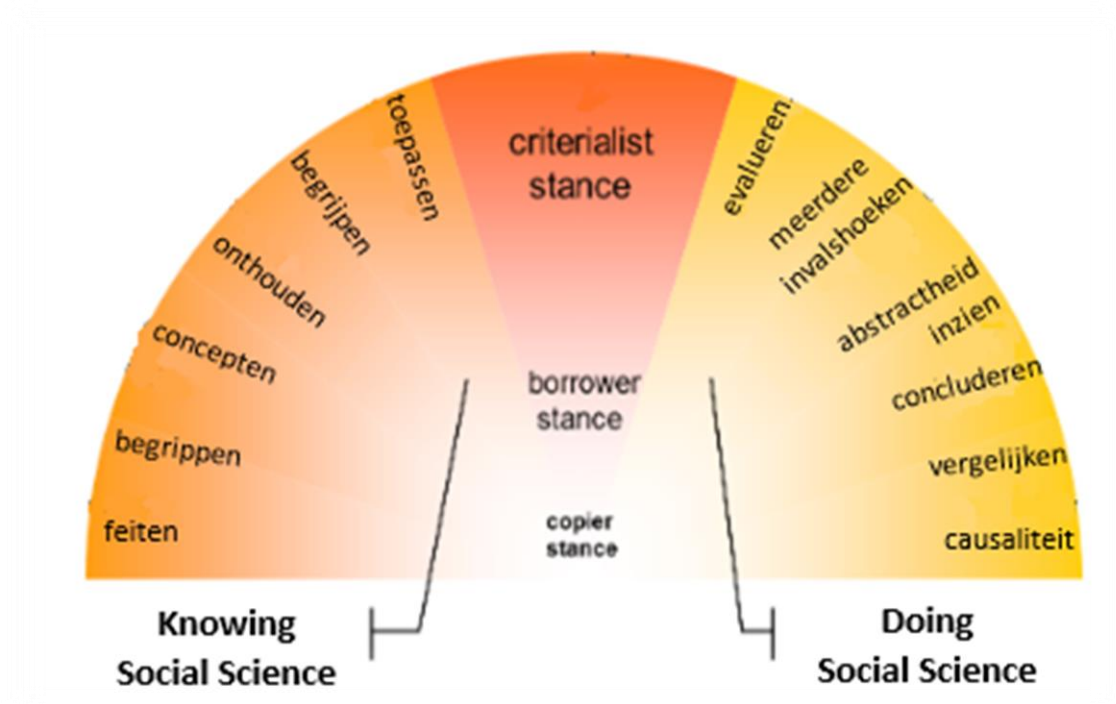 toepassen
begrijpen
onthouden
concepten
begrippen
feiten
criterialist
stance
borrower
stance
copier
stance
evalueren
meerdere
invalshoeken
abstractheid
inzien
concluderen
vergelijken
causaliteit
Knowing
Social Science
Doing
Social Science